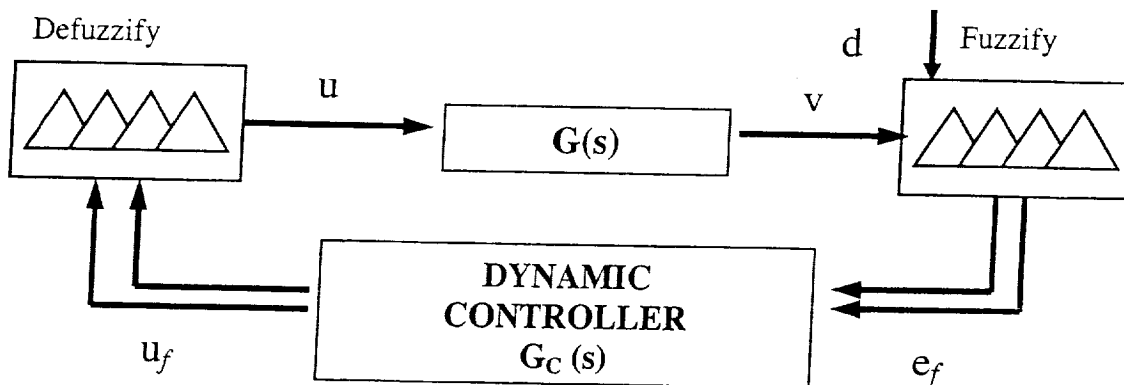 Defuzzify
d
Fuzzify
u
v
G(s)
DYNAMIC
CONTROLLER
G_C (s)
u_f
e_f